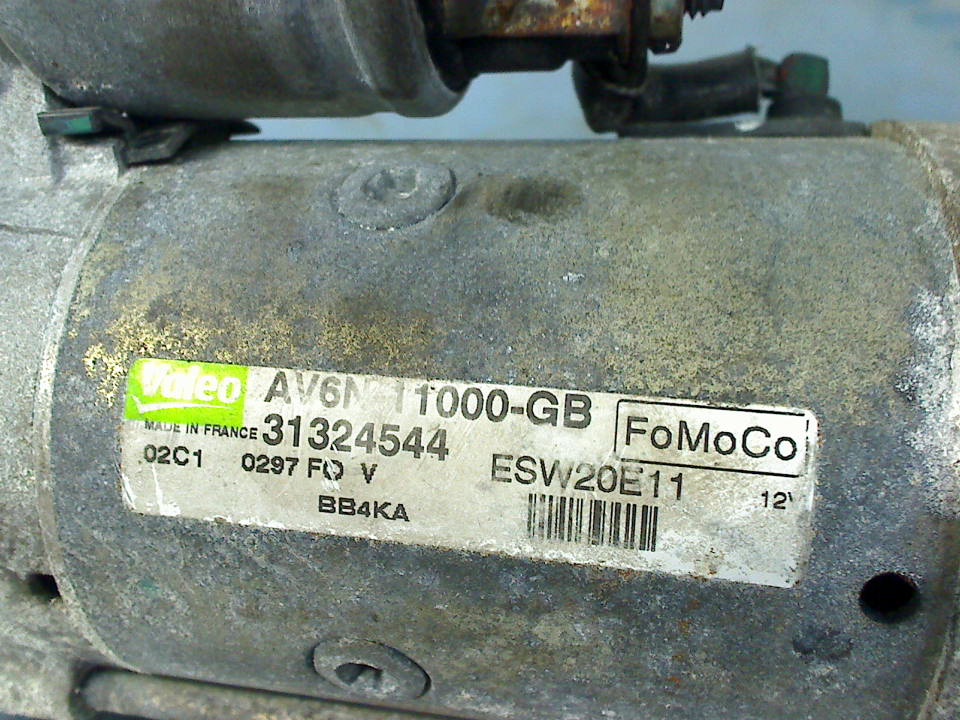 Valeo AV6N-11000-GB
MADE IN FRANCE 31324544 FoMoCo
02C1 0297 FO V ESW20E11 12V
BB4KA